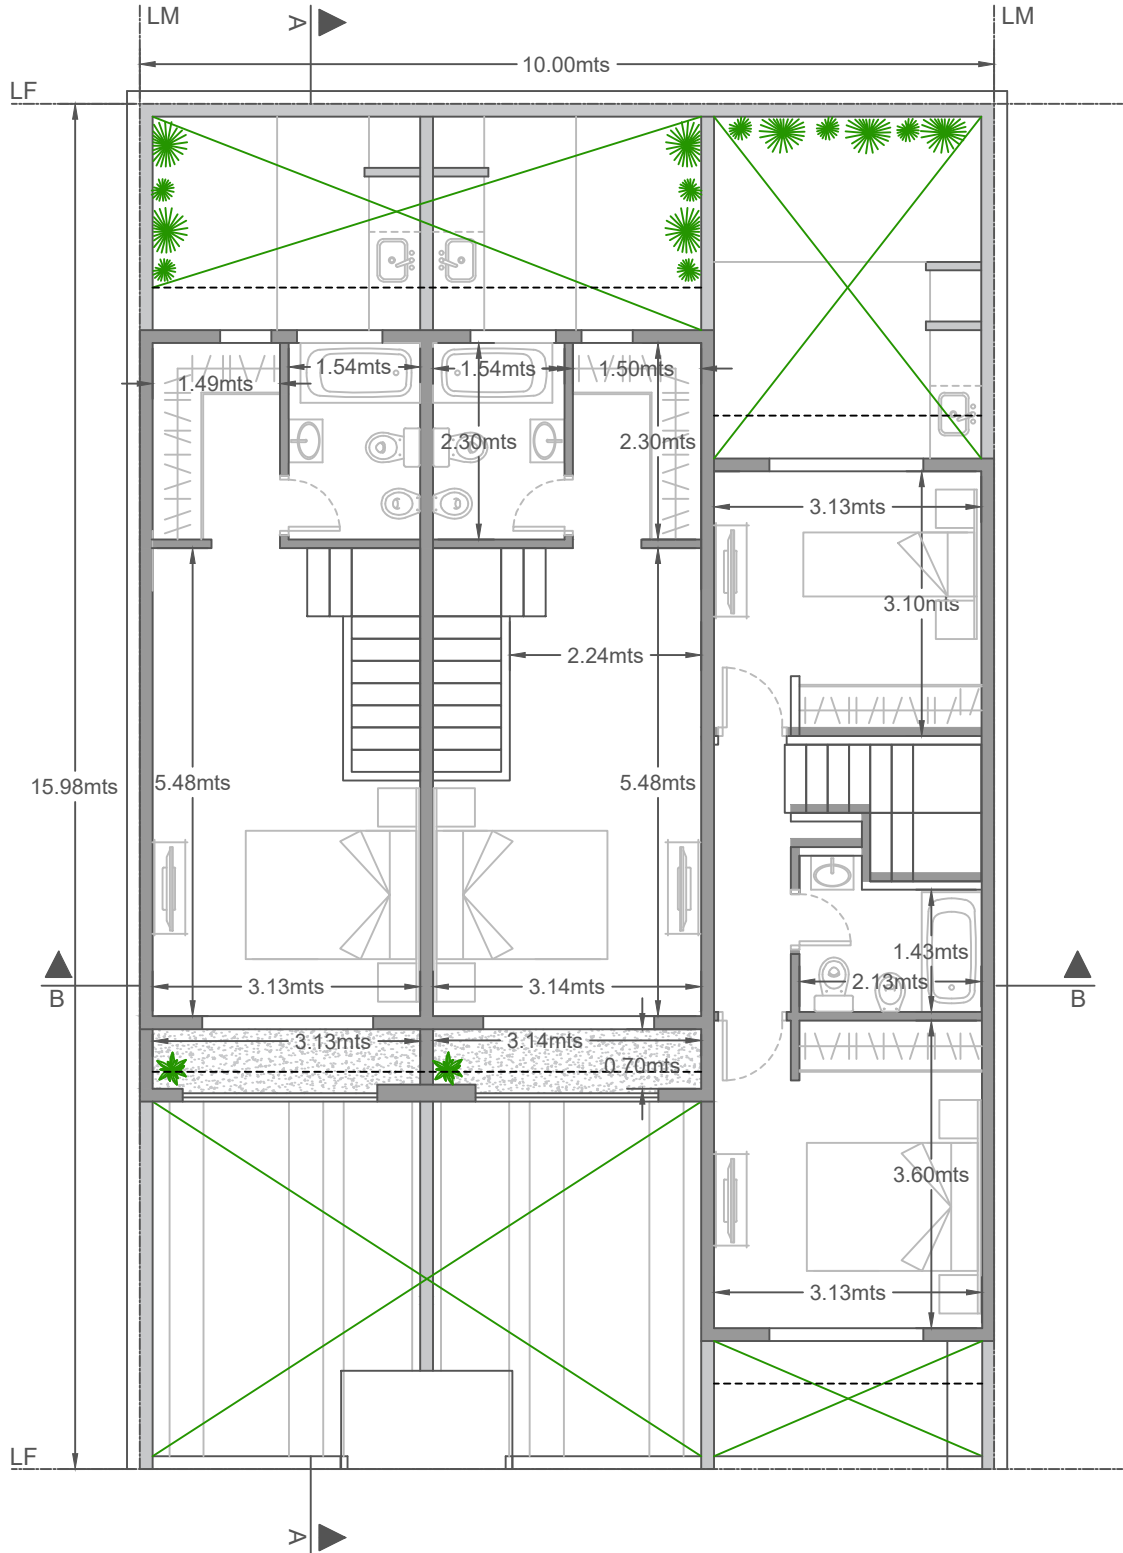 LM
A
LM
10.00mts
LF
1.54mts
1.54mts
1.50mts
1.49mts
2.30mts
2.30mts
3.13mts
3.10mts
2.24mts
15.98mts
5.48mts
5.48mts
1.43mts
2.13mts
3.13mts
3.14mts
B
B
3.13mts
3.14mts
0.70mts
3.60mts
3.13mts
LF
A